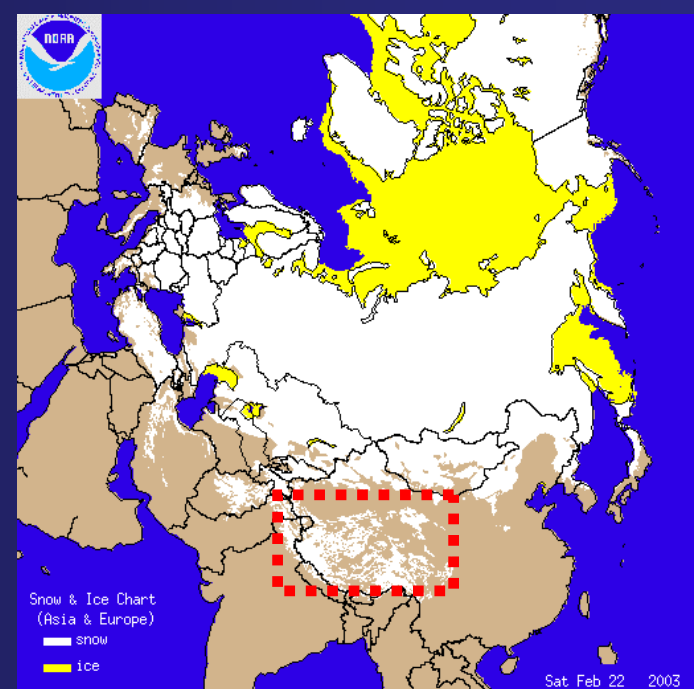 NOAA
Snow & Ice Chart
(Asia & Europe)
snow
ice
Sat Feb 22 2003